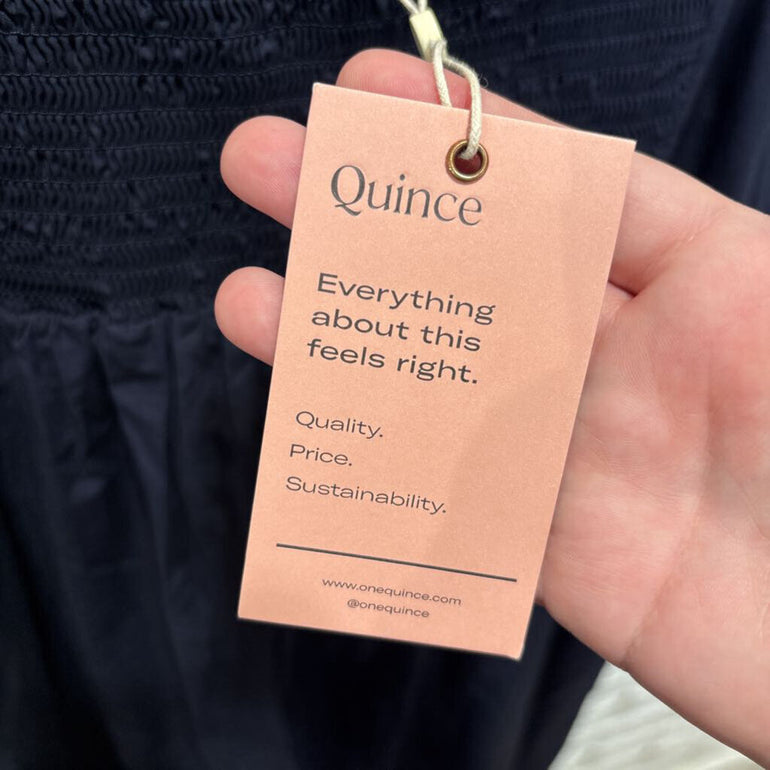 Quince
Everything
about this
feels right.
Quality.
Price.
Sustainability.
www.onequince.com
@onequince